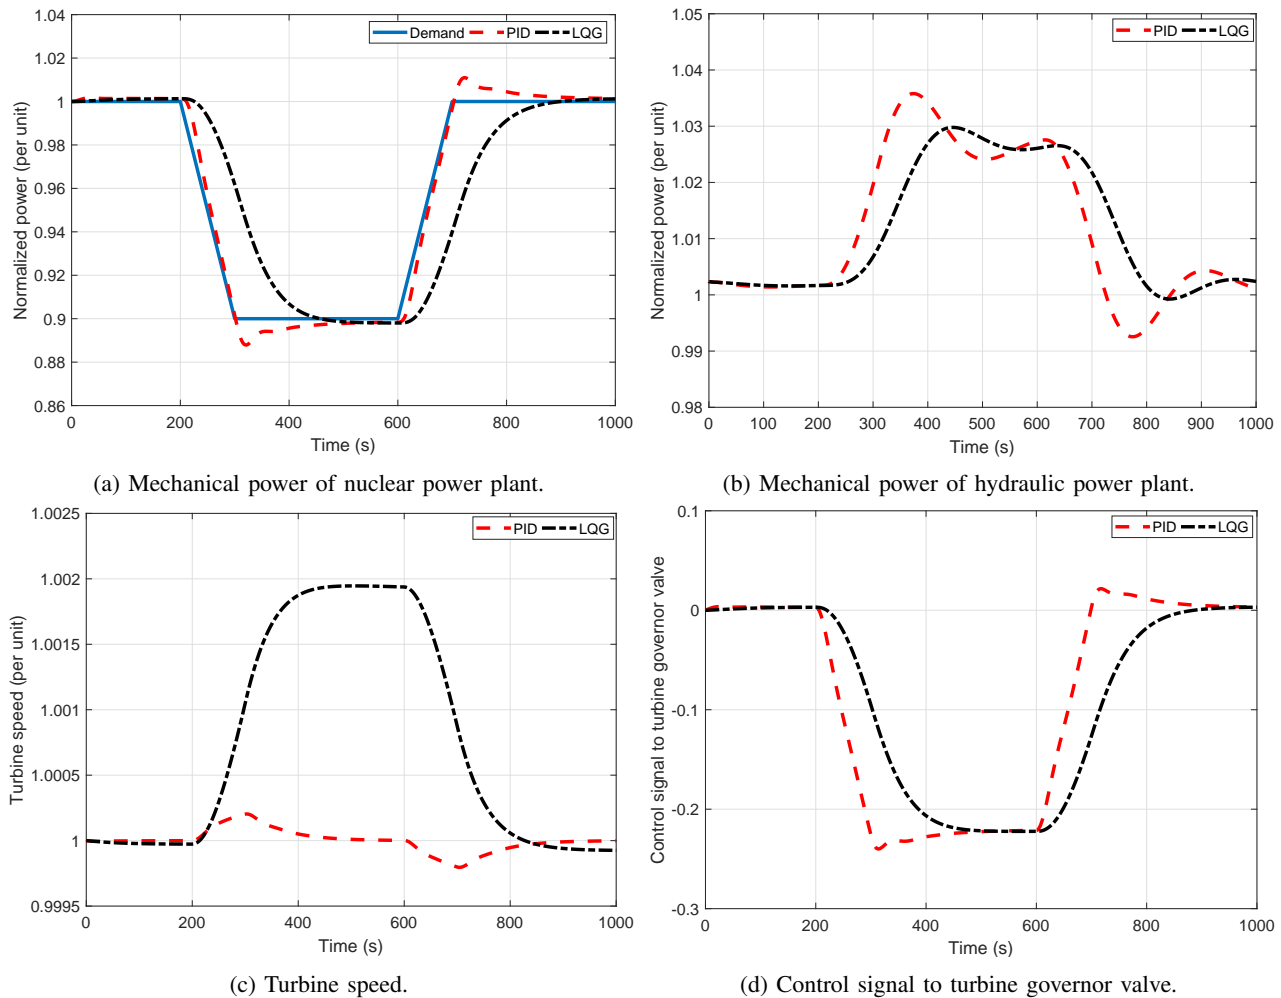 1.04
1.02
1
0.98
0.96
0.94
0.92
0.9
0.88
0.86
Normalized power (per unit)
Demand PID LQG
0 200 400 600 800 1000
Time (s)
(a) Mechanical power of nuclear power plant.
1.05
1.04
1.03
1.02
1.01
1
0.99
0.98
Normalized power (per unit)
PID LQG
0 100 200 300 400 500 600 700 800 900 1000
Time (s)
(b) Mechanical power of hydraulic power plant.
1.0025
1.002
1.0015
1.001
1.0005
1
0.9995
Turbine speed (per unit)
PID LQG
0 200 400 600 800 1000
Time (s)
(c) Turbine speed.
0.1
0
-0.1
-0.2
-0.3
Control signal to turbine governor valve
PID LQG
0 200 400 600 800 1000
Time (s)
(d) Control signal to turbine governor valve.